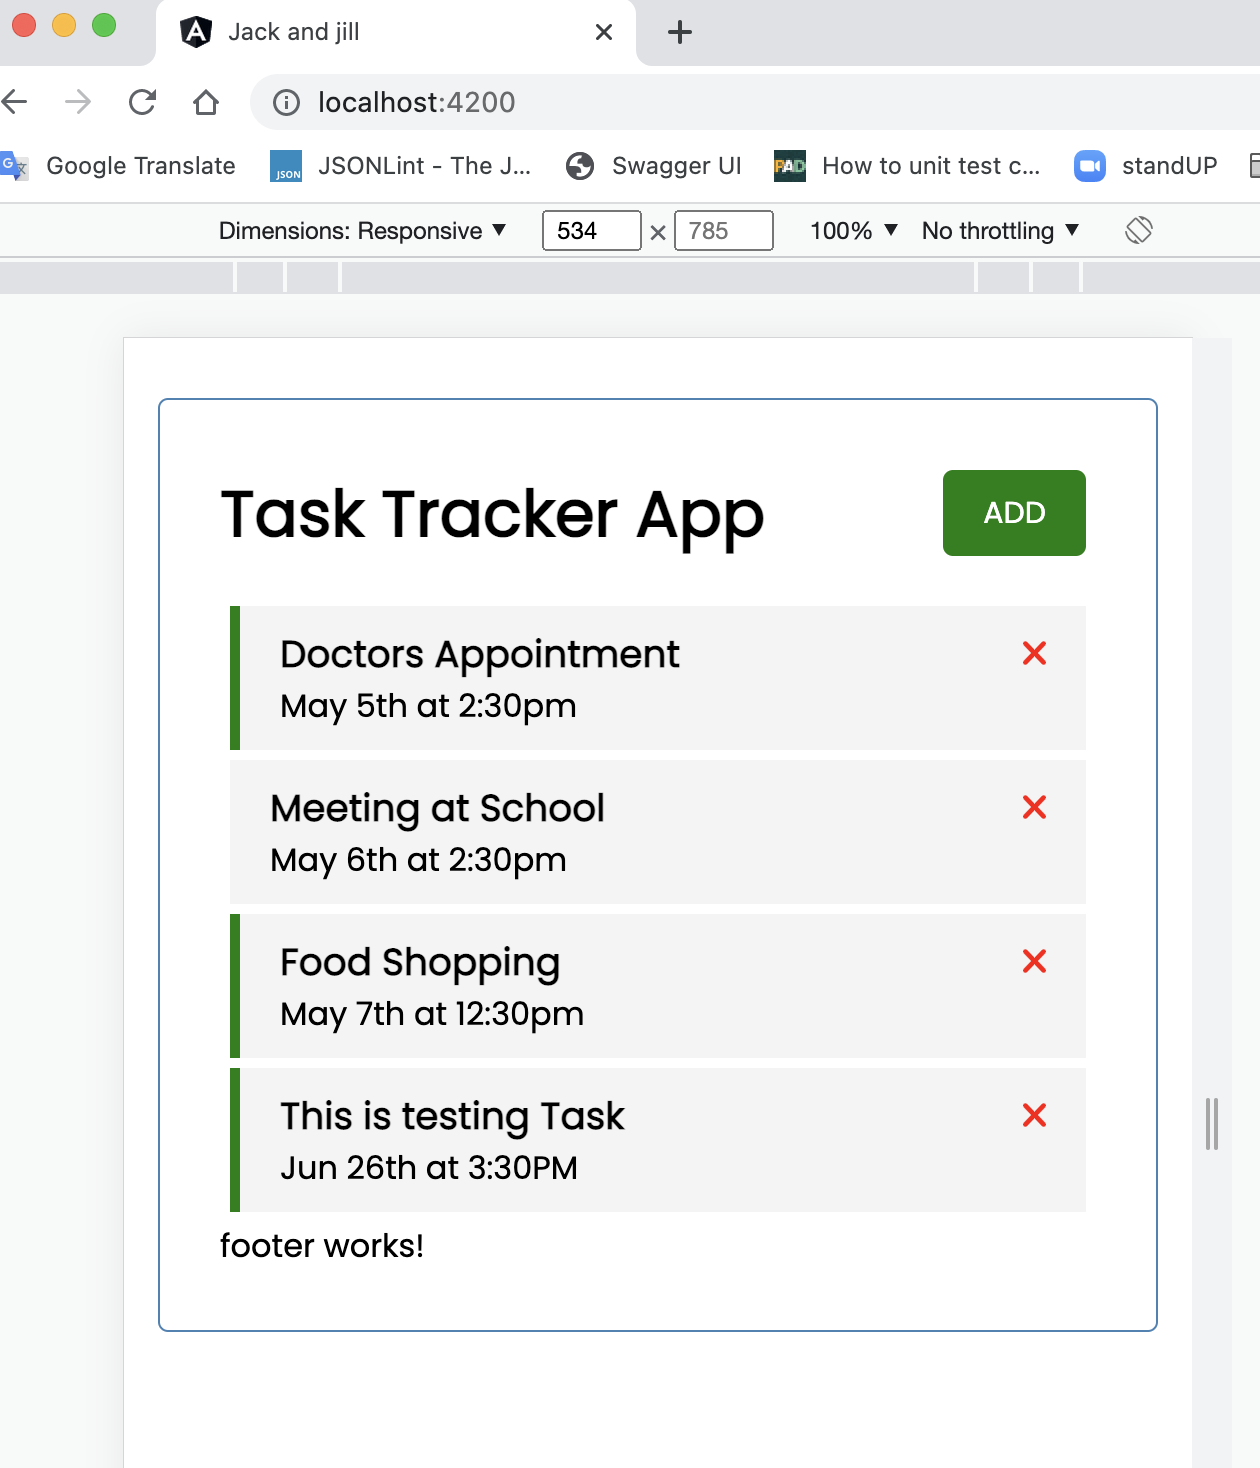 Jack and jill
localhost:4200
Google Translate JSON JSONLint - The J... Swagger UI PAD How to unit test c... standUP
Dimensions: Responsive 534 × 785 100% No throttling
Task Tracker App ADD
Doctors Appointment
May 5th at 2:30pm
Meeting at School
May 6th at 2:30pm
Food Shopping
May 7th at 12:30pm
This is testing Task
Jun 26th at 3:30PM
footer works!